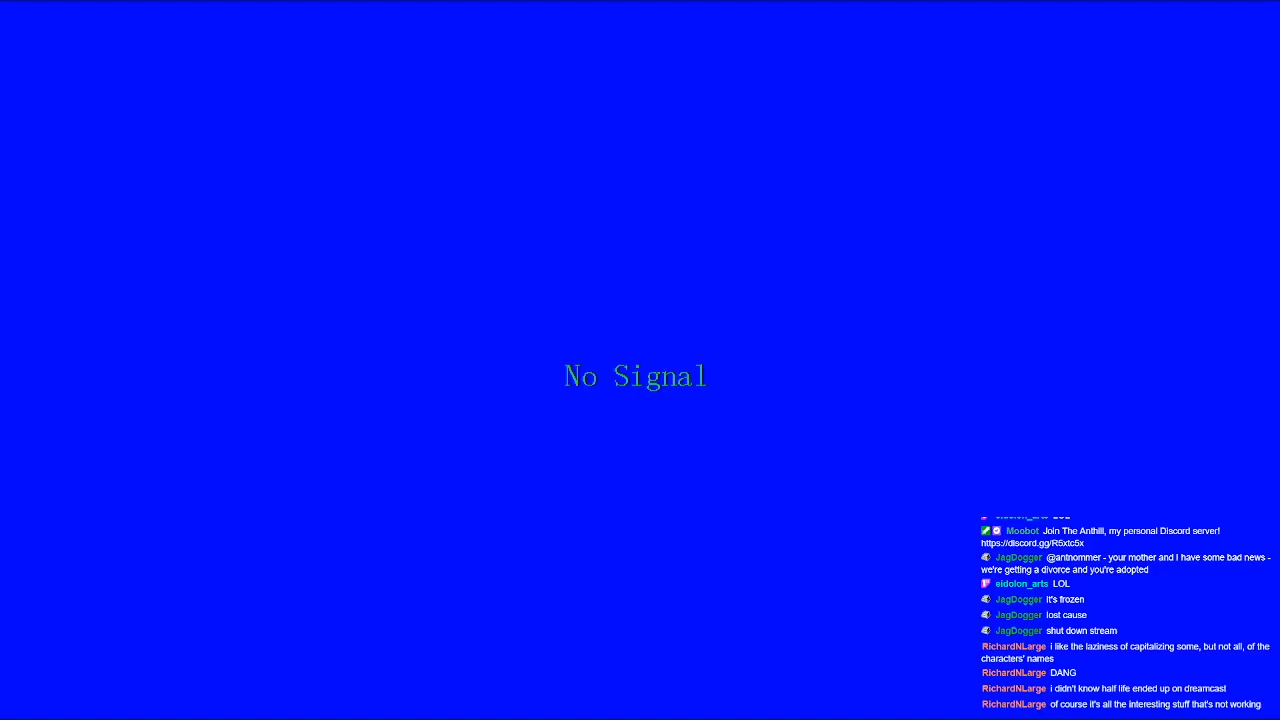 No Signal
eidolon_arts LOL
Moobot Join The Anthill, my personal Discord server!
https://discord.gg/R5xtc5x
JagDogger @antnommer - your mother and I have some bad news -
we're getting a divorce and you're adopted
eidolon_arts LOL
JagDogger it's frozen
JagDogger lost cause
JagDogger shut down stream
RichardNLarge i like the laziness of capitalizing some, but not all, of the
characters' names
RichardNLarge DANG
RichardNLarge i didn't know half life ended up on dreamcast
RichardNLarge of course it's all the interesting stuff that's not working